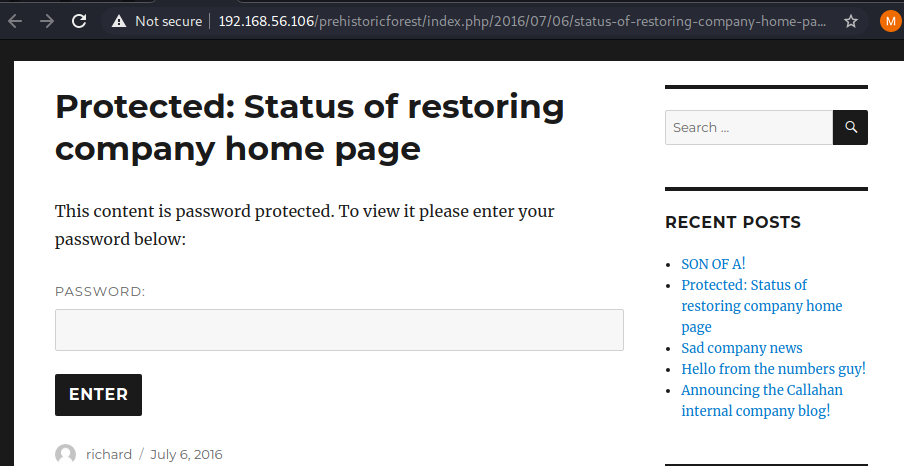 Not secure 192.168.56.106/prehistoricforest/index.php/2016/07/06/status-of-restoring-company-home-pa...
M
Protected: Status of restoring
company home page
This content is password protected. To view it please enter your
password below:
PASSWORD:
ENTER
richard / July 6, 2016
Search ...
RECENT POSTS
SON OF A!
Protected: Status of
restoring company home
page
Sad company news
Hello from the numbers guy!
Announcing the Callahan
internal company blog!